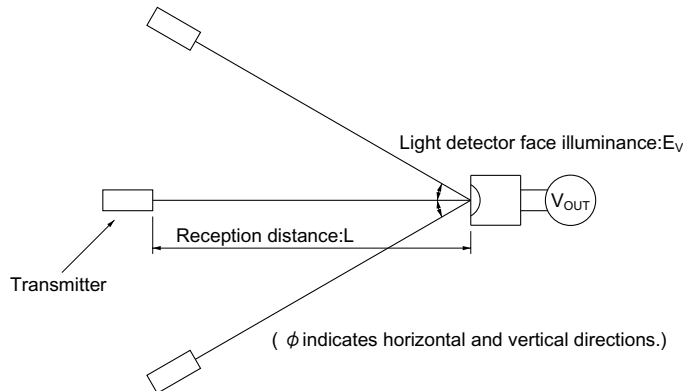 Light detector face illuminance:EV
VOUT
Reception distance:L
Transmitter
( ϕ indicates horizontal and vertical directions.)